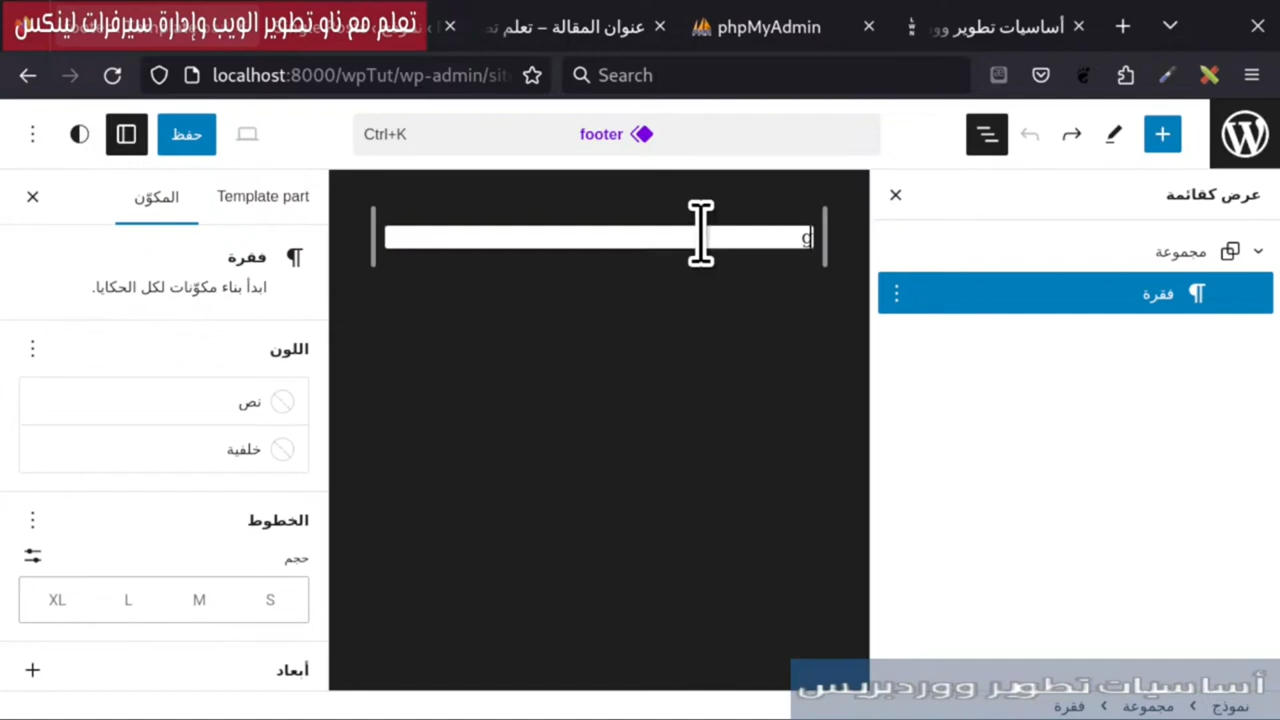 تعلم مع ناو تطوير الويب وإدارة سيرفرات لينكس
عنوان المقالة – تعلم
phpMyAdmin
أساسيات تطوير وور
localhost:8000/wpTut/wp-admin/sit
Search
حفظ
Ctrl+K
footer
المكوّن
Template part
عرض كقائمة
g
فقرة
ابدأ بناء مكوّنات لكل الحكايا.
مجموعة
فقرة
اللون
نص
خلفية
الخطوط
حجم
XL L M S
أبعاد
أساسيات تطوير ووردبريس
نموذج › مجموعة › فقرة